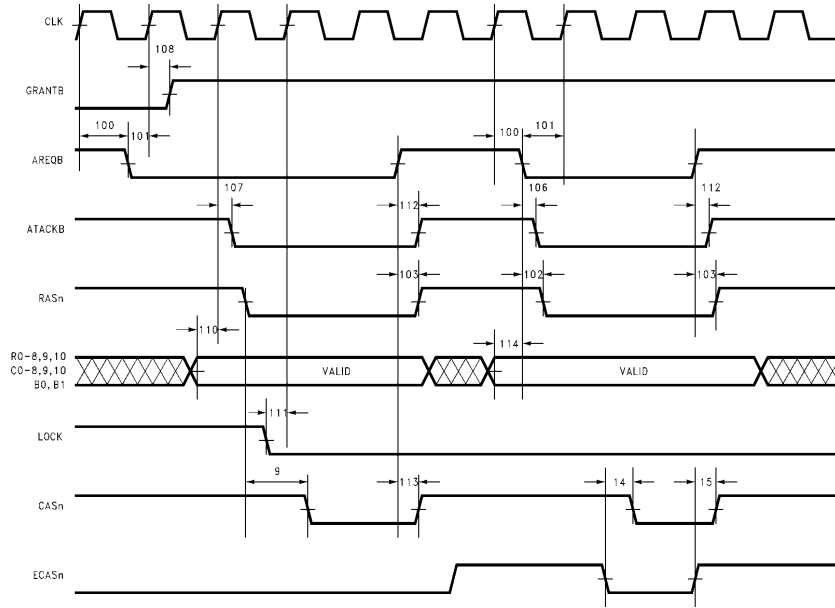 CLK
108
GRANTB
100 101 100 101
AREQB
107 112 106 112
ATACKB
103 102 103
RASn
110 114
R0-8,9,10
C0-8,9,10 VALID VALID
B0,B1
111
LOCK
9 113 14 15
CASn
ECASn